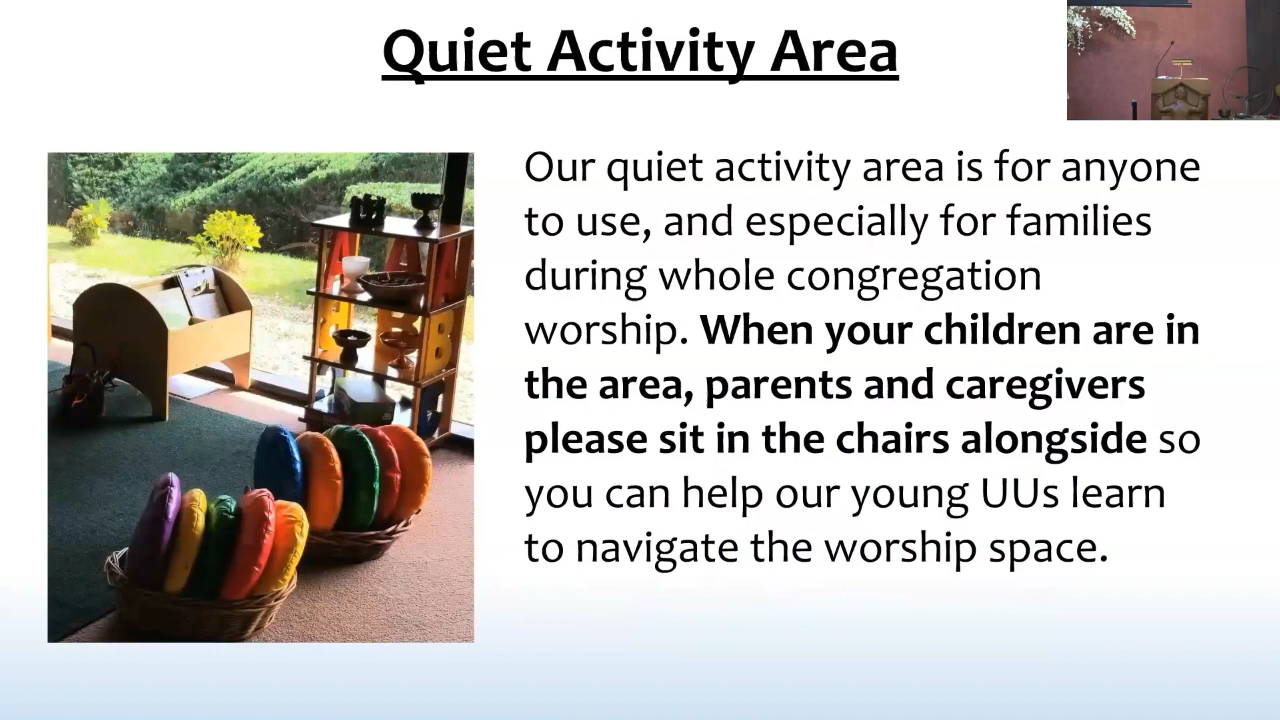 Quiet Activity Area
Our quiet activity area is for anyone
to use, and especially for families
during whole congregation
worship. When your children are in
the area, parents and caregivers
please sit in the chairs alongside so
you can help our young UUs learn
to navigate the worship space.